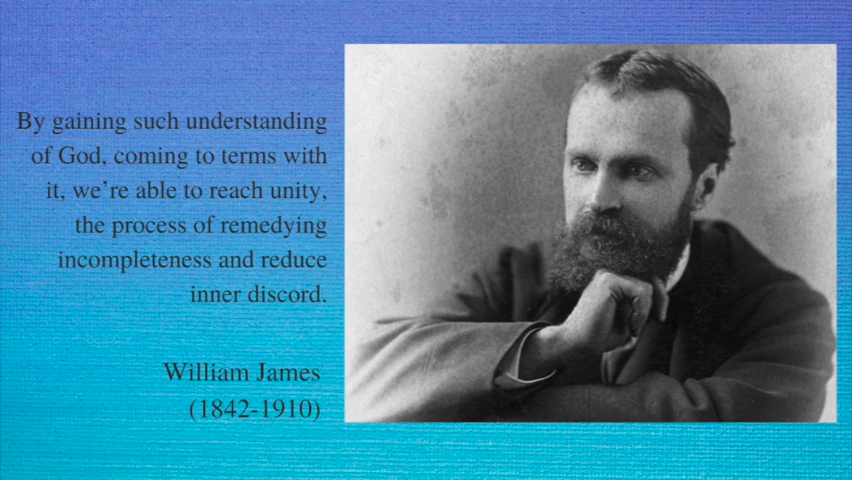 By gaining such understanding
of God, coming to terms with
it, we're able to reach unity,
the process of remedying
incompleteness and reduce
inner discord.
William James
(1842-1910)